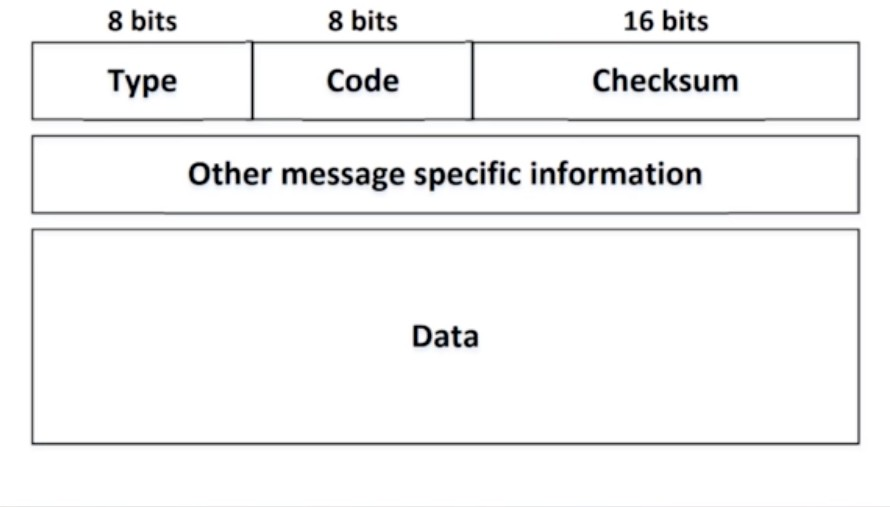 8 bits 8 bits 16 bits
Type Code Checksum
Other message specific information
Data